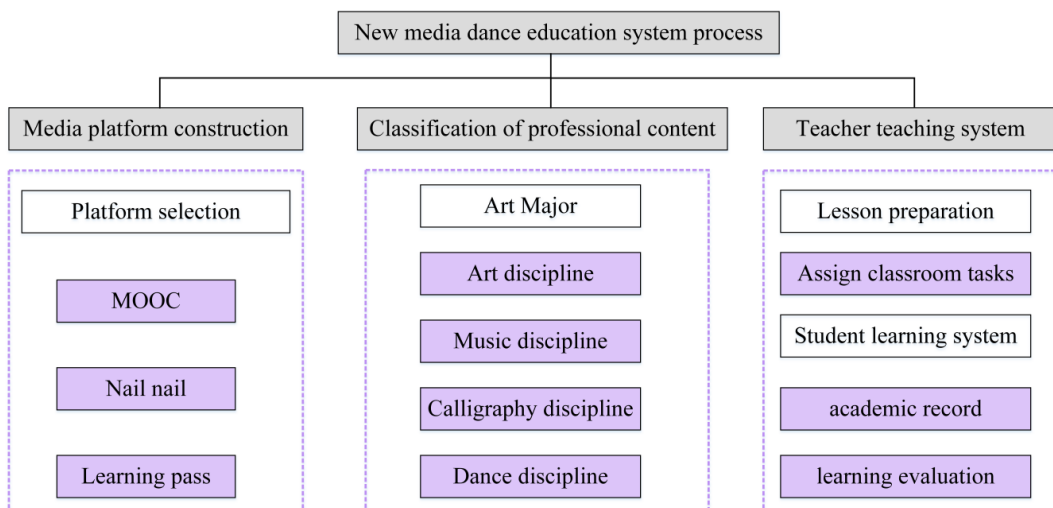 New media dance education system process
Media platform construction
Classification of professional content
Teacher teaching system
Platform selection
MOOC
Nail nail
Learning pass
Art Major
Art discipline
Music discipline
Calligraphy discipline
Dance discipline
Lesson preparation
Assign classroom tasks
Student learning system
academic record
learning evaluation